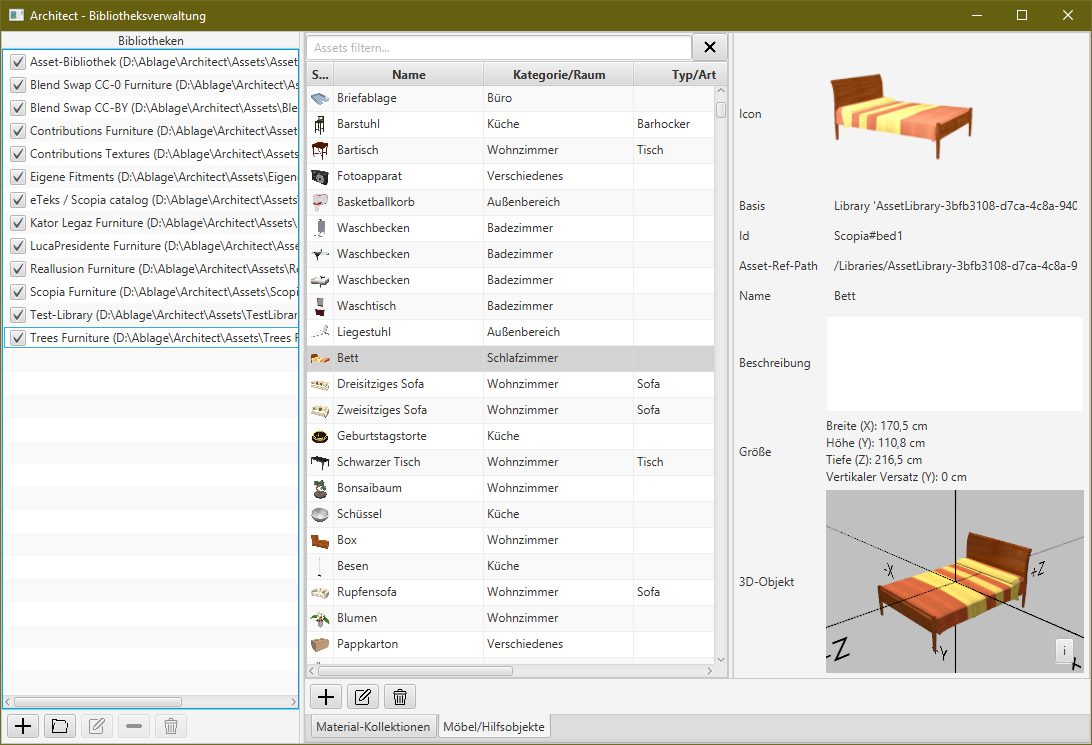 Architect - Bibliotheksverwaltung
Bibliotheken
Asset-Bibliothek (D:\Ablage\Architect\Assets\Asset
Blend Swap CC-0 Furniture (D:\Ablage\Architect\As
Blend Swap CC-BY (D:\Ablage\Architect\Assets\Ble
Contributions Furniture (D:\Ablage\Architect\Asset
Contributions Textures (D:\Ablage\Architect\Assets
Eigene Fitments (D:\Ablage\Architect\Assets\Eigen
eTeks / Scopia catalog (D:\Ablage\Architect\Assets
Kator Legaz Furniture (D:\Ablage\Architect\Assets\
LucaPresidente Furniture (D:\Ablage\Architect\Asse
Reallusion Furniture (D:\Ablage\Architect\Assets\Re
Scopia Furniture (D:\Ablage\Architect\Assets\Scopi
Test-Library (D:\Ablage\Architect\Assets\TestLibrar
Trees Furniture (D:\Ablage\Architect\Assets\Trees F
Assets filtern...
S... Name Kategorie/Raum Typ/Art
Briefablage Büro
Barstuhl Küche Barhocker
Bartisch Wohnzimmer Tisch
Fotoapparat Verschiedenes
Basketballkorb Außenbereich
Waschbecken Badezimmer
Waschbecken Badezimmer
Waschbecken Badezimmer
Waschtisch Badezimmer
Liegestuhl Außenbereich
Bett Schlafzimmer
Dreisitziges Sofa Wohnzimmer Sofa
Zweisitziges Sofa Wohnzimmer Sofa
Geburtstagstorte Küche
Schwarzer Tisch Wohnzimmer Tisch
Bonsaibaum Wohnzimmer
Schüssel Küche
Box Wohnzimmer
Besen Küche
Rupfensofa Wohnzimmer Sofa
Blumen Wohnzimmer
Pappkarton Verschiedenes
Material-Kollektionen Möbel/Hilfsobjekte
Icon
Basis Library 'AssetLibrary-3bfb3108-d7ca-4c8a-940c
Id Scopia#bed1
Asset-Ref-Path /Libraries/AssetLibrary-3bfb3108-d7ca-4c8a-9
Name Bett
Beschreibung
Größe
Breite (X): 170,5 cm
Höhe (Y): 110,8 cm
Tiefe (Z): 216,5 cm
Vertikaler Versatz (Y): 0 cm
3D-Objekt
-X
+Z
-Z
-Y
i